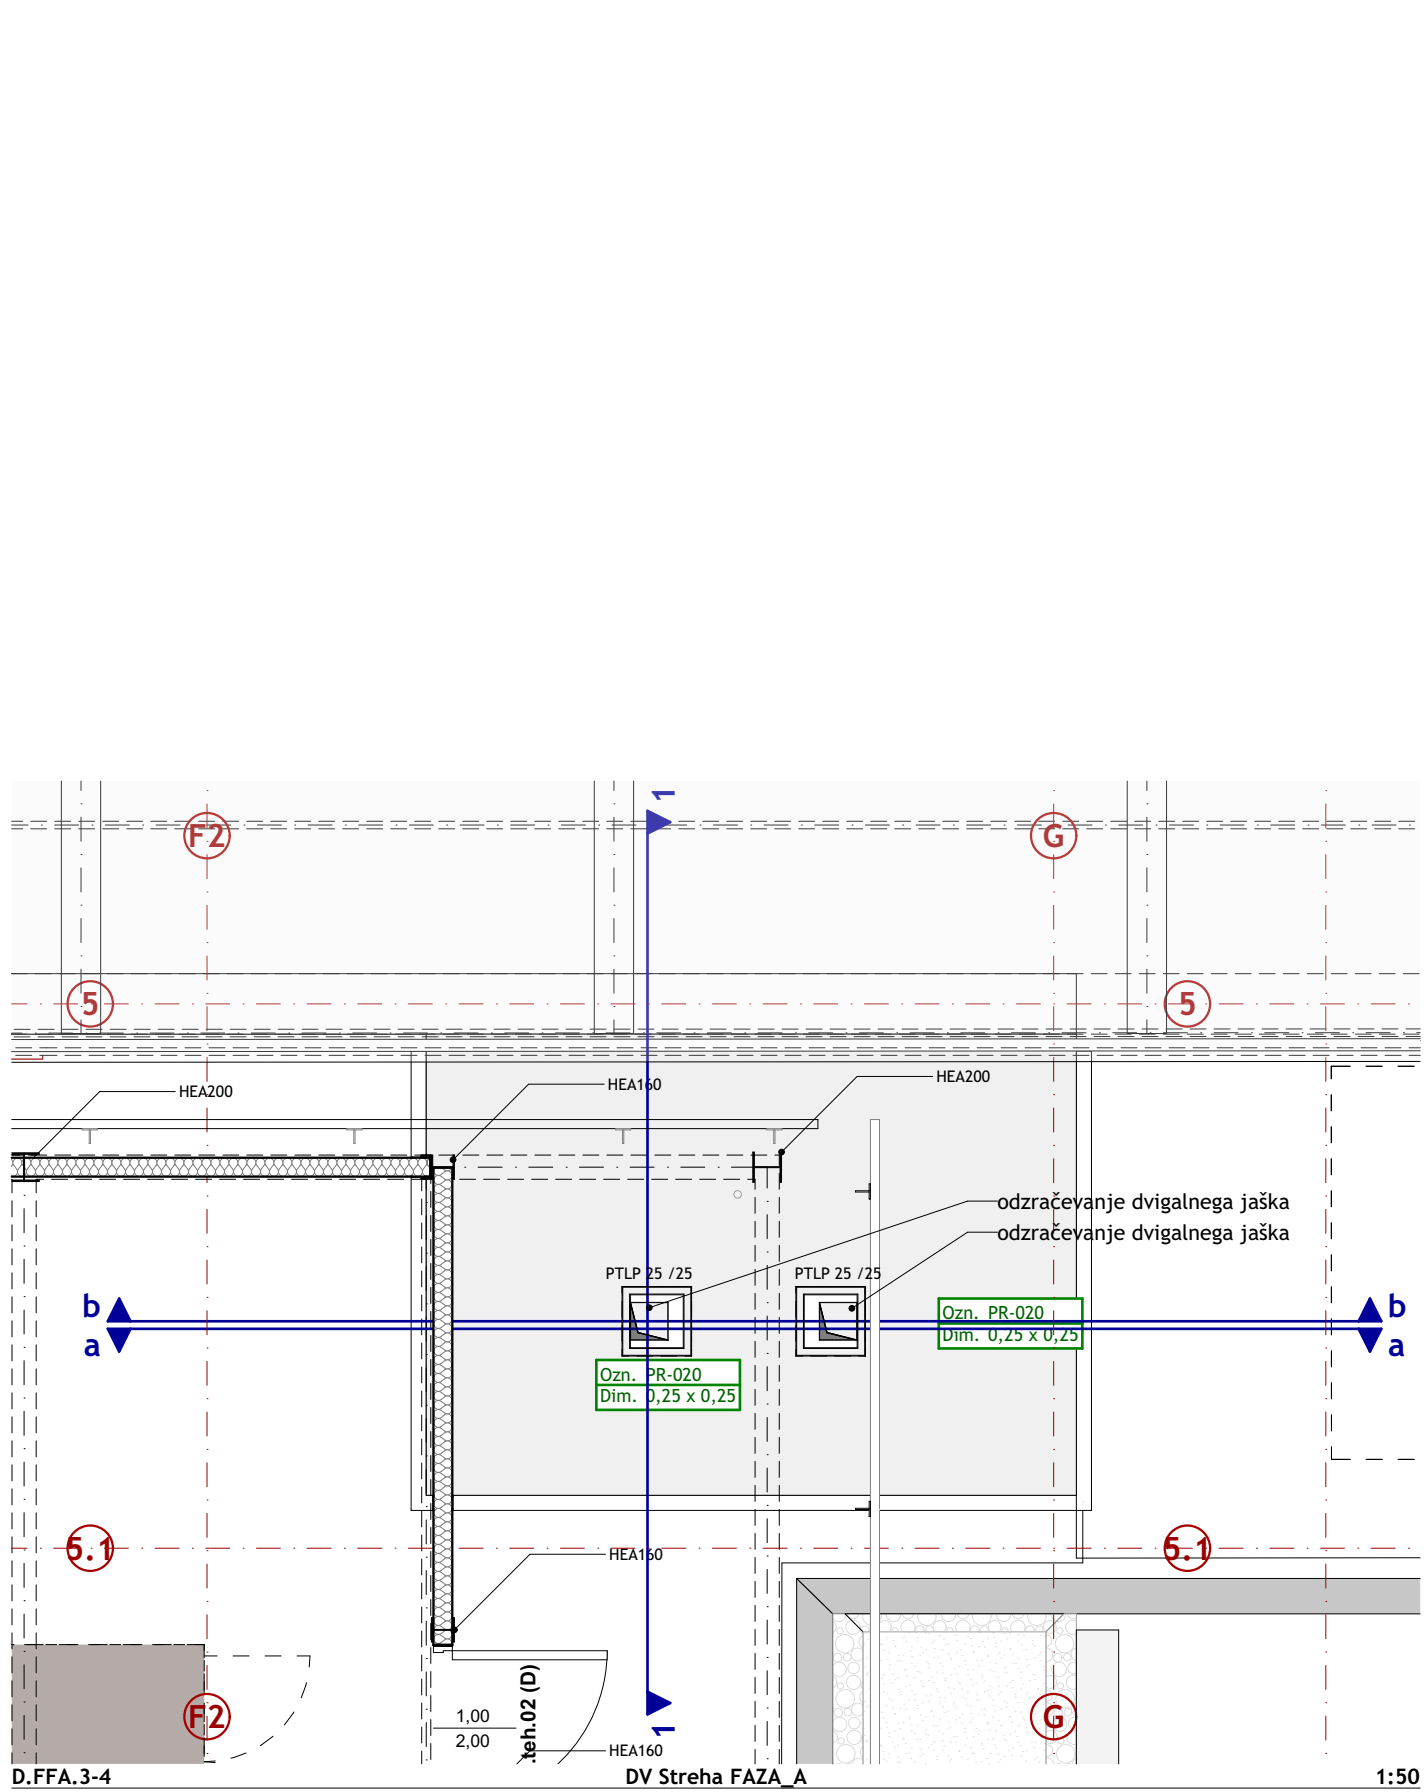 1
F2
G
5
5
HEA200
HEA160
HEA200
odzračevanje dvigalnega jaška
odzračevanje dvigalnega jaška
PTLP 25 /25
PTLP 25 /25
b
b
a
a
Ozn. PR-020
Dim. 0,25 x 0,25
Ozn. PR-020
Dim. 0,25 x 0,25
5.1
5.1
HEA160
.teh.02 (D)
F2
G
1,00
2,00
1
HEA160
D.FFA.3-4
DV Streha FAZA_A
1:50